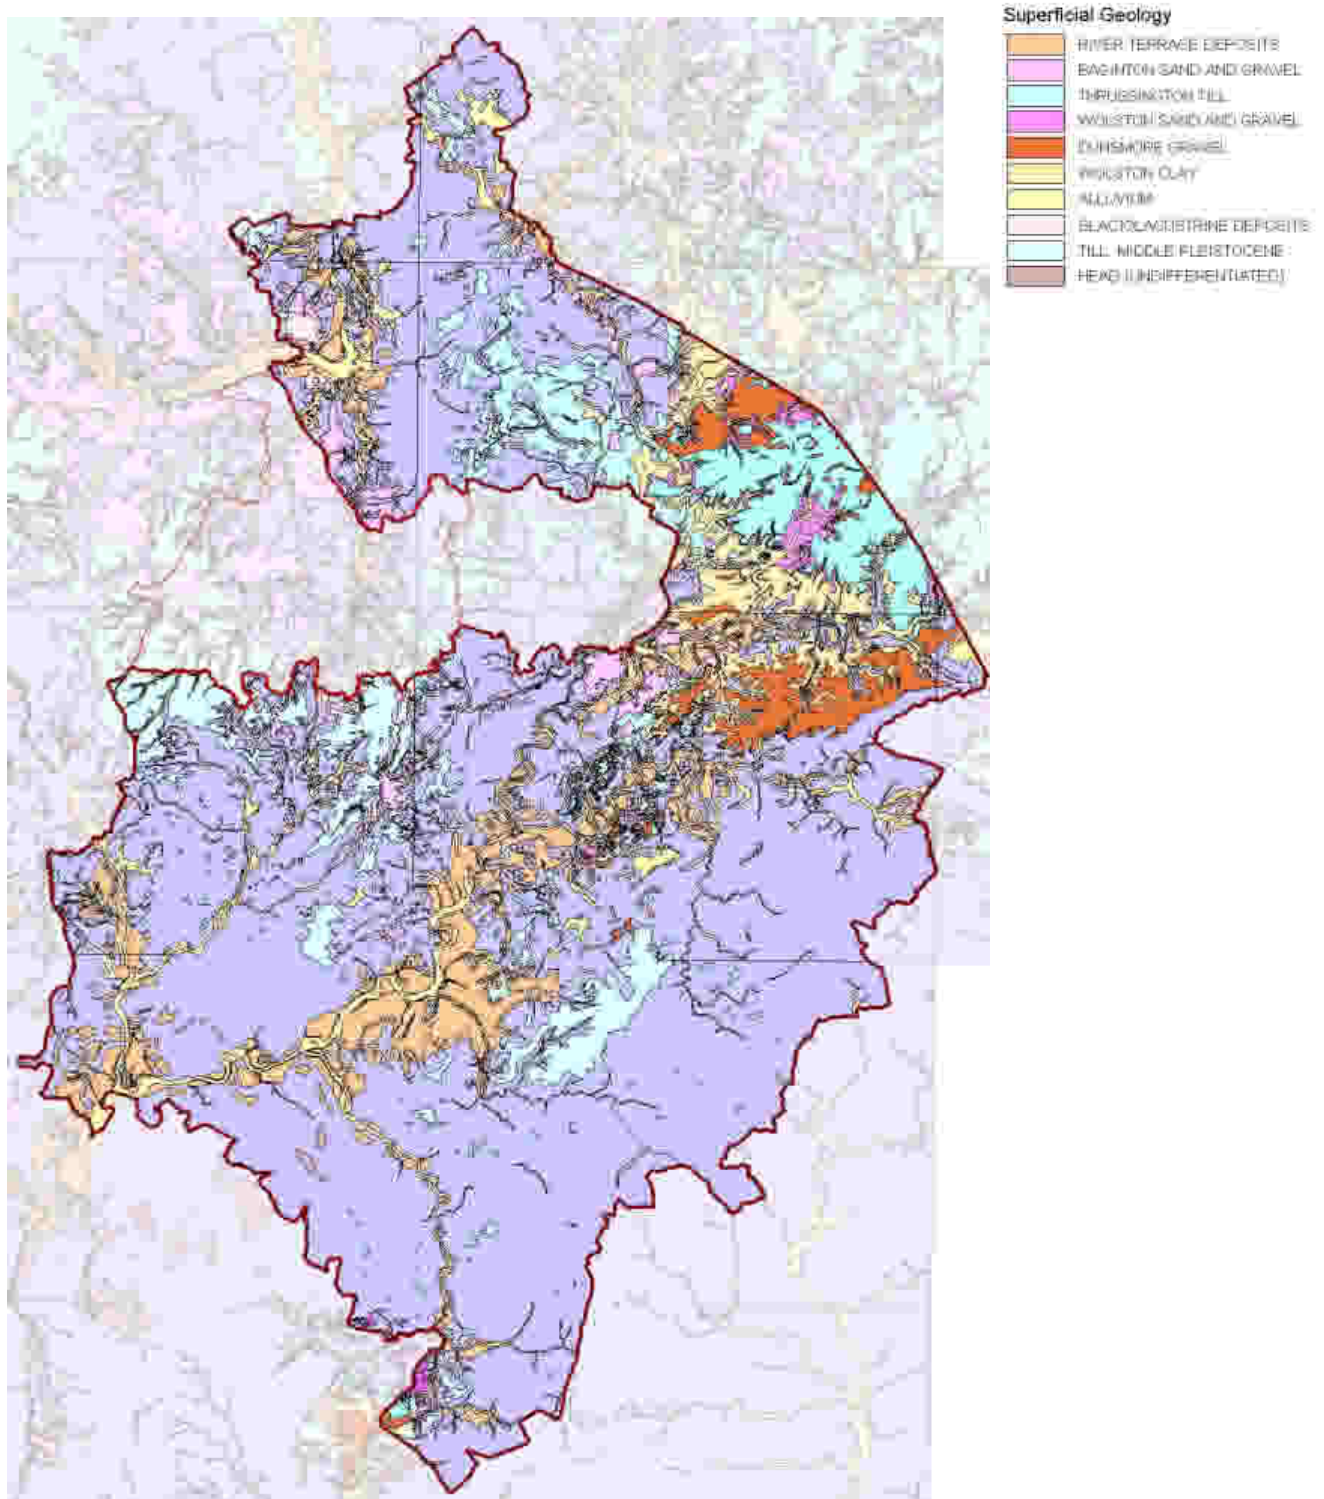 Superficial Geology
RIVER TERRACE DEPOSITS
BAGINTON SAND AND GRAVEL
THRUSSINGTON TILL
WOLSTON SAND AND GRAVEL
DUNSMORE GRAVEL
WOLSTON CLAY
ALLUVIUM
GLACIOLACUSTRINE DEPOSITS
TILL, MIDDLE PLEISTOCENE
HEAD (UNDIFFERENTIATED)